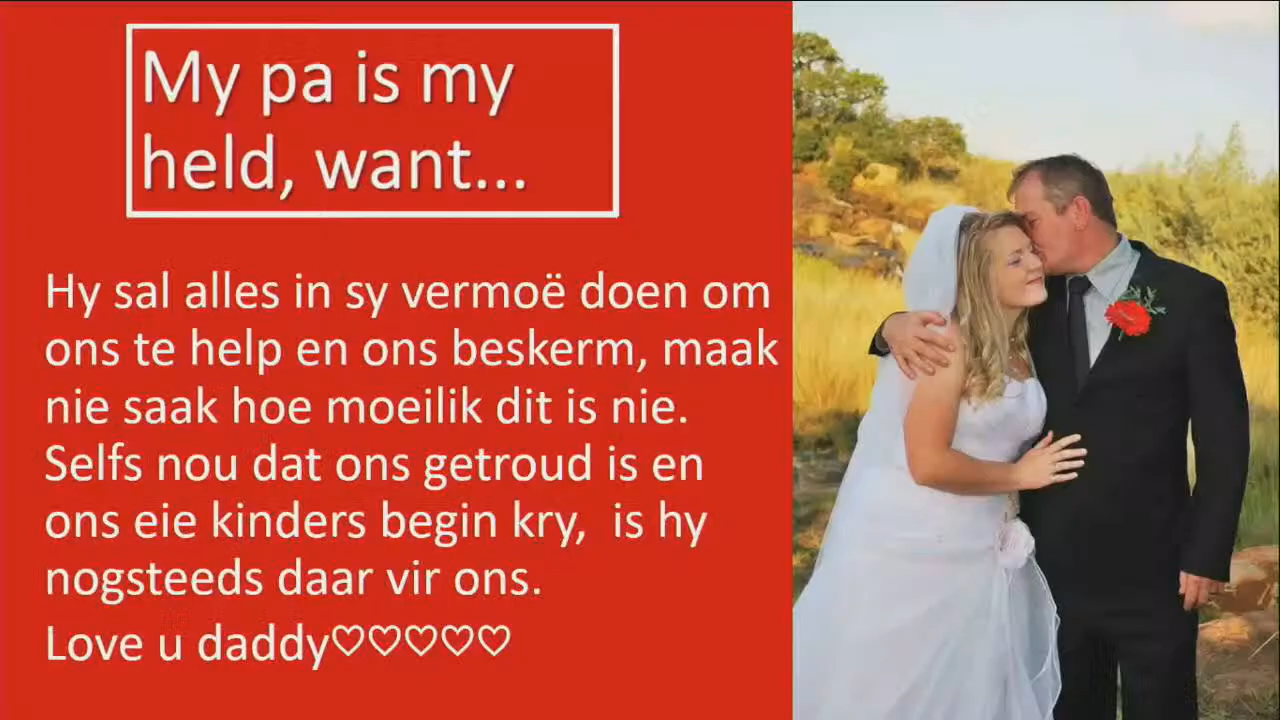 My pa is my
held, want...
Hy sal alles in sy vermoë doen om
ons te help en ons beskerm, maak
nie saak hoe moeilik dit is nie.
Selfs nou dat ons getroud is en
ons eie kinders begin kry,  is hy
nogsteeds daar vir ons.
Love u daddy♡♡♡♡♡